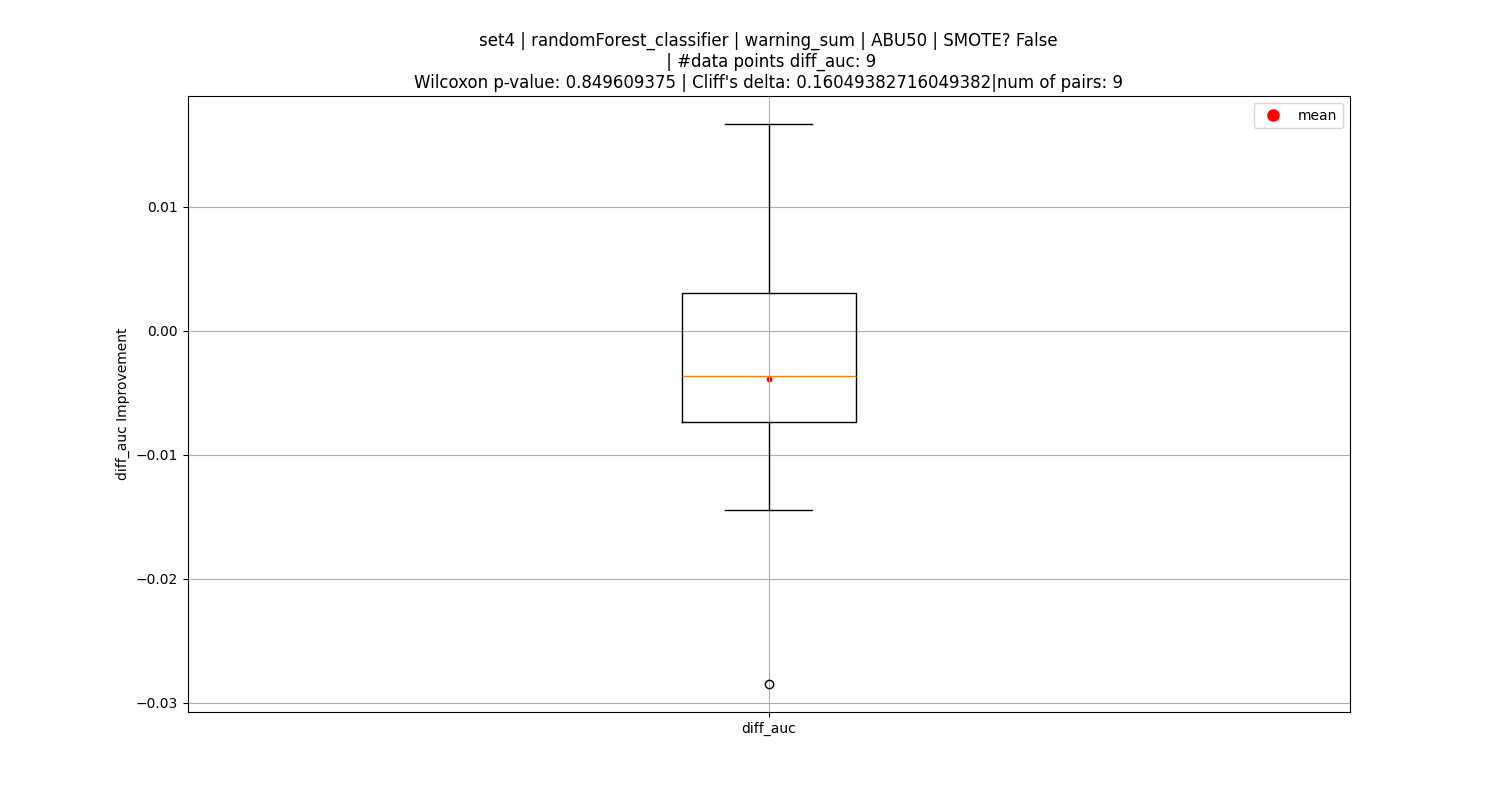 set4 | randomForest_classifier | warning_sum | ABU50 | SMOTE? False
| #data points diff_auc: 9
Wilcoxon p-value: 0.849609375 | Cliff's delta: 0.16049382716049382|num of pairs: 9
mean
0.01
0.00
−0.01
−0.02
−0.03
diff_auc Improvement
diff_auc